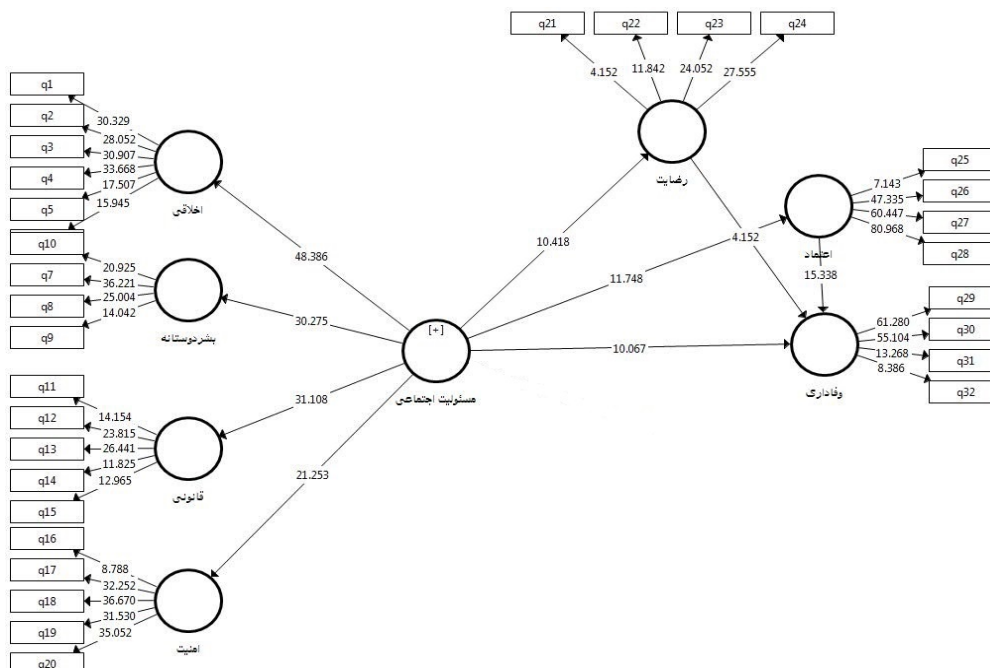 q21
q22
q23
q24
4.152
11.842
24.052
27.555
رضایت
q1
q2
q3
q4
q5
30.329
28.052
30.907
33.668
17.507
15.945
اخلاقی
q10
q7
q8
q9
20.925
36.221
25.004
14.042
بشردوستانه
q11
q12
q13
q14
q15
14.154
23.815
26.441
11.825
12.965
قانونی
q16
q17
q18
q19
q20
8.788
32.252
36.670
31.530
35.052
امنیت
48.386
30.275
31.108
21.253
[+]
مسئولیت اجتماعی
10.418
11.748
10.067
4.152
15.338
q25
q26
q27
q28
7.143
47.335
60.447
80.968
اعتماد
q29
q30
q31
q32
61.280
55.104
13.268
8.386
وفاداری